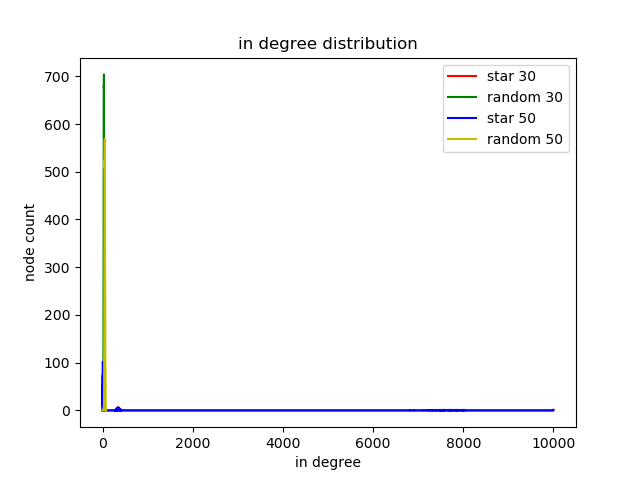 in degree distribution
star 30
random 30
star 50
random 50
node count
700
600
500
400
300
200
100
0
0 2000 4000 6000 8000 10000
in degree